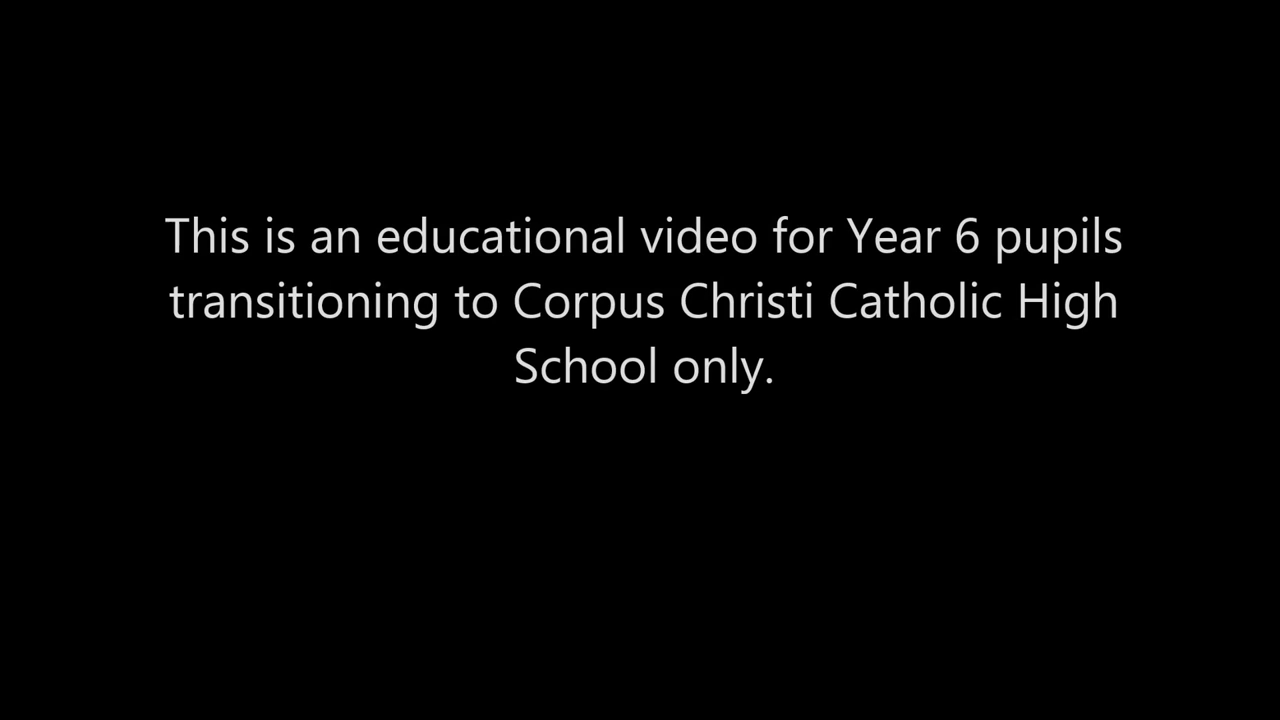 This is an educational video for Year 6 pupils
transitioning to Corpus Christi Catholic High
School only.